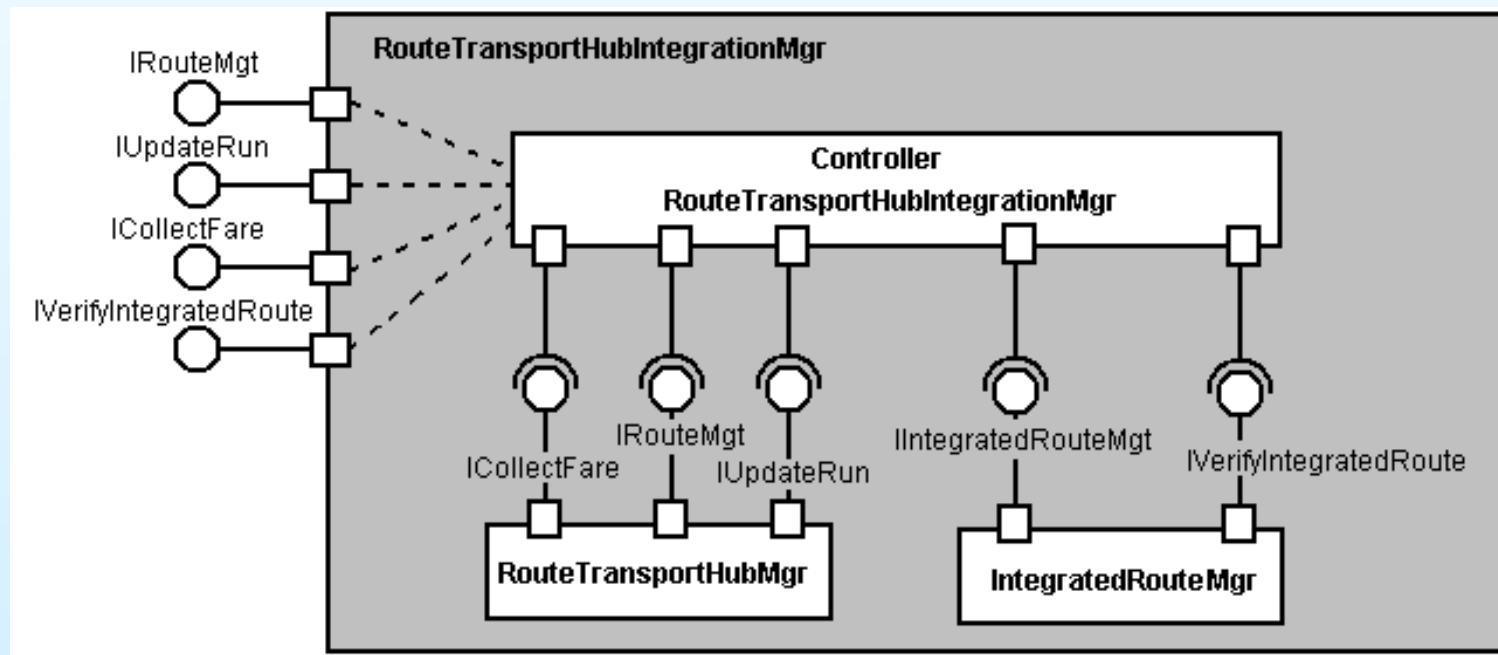 RouteTransportHubIntegrationMgr
IRouteMgt
IUpdateRun
ICollectFare
IVerifyIntegratedRoute
Controller
RouteTransportHubIntegrationMgr
ICollectFare
IRouteMgt
IUpdateRun
IIntegratedRouteMgt
IVerifyIntegratedRoute
RouteTransportHubMgr
IntegratedRouteMgr